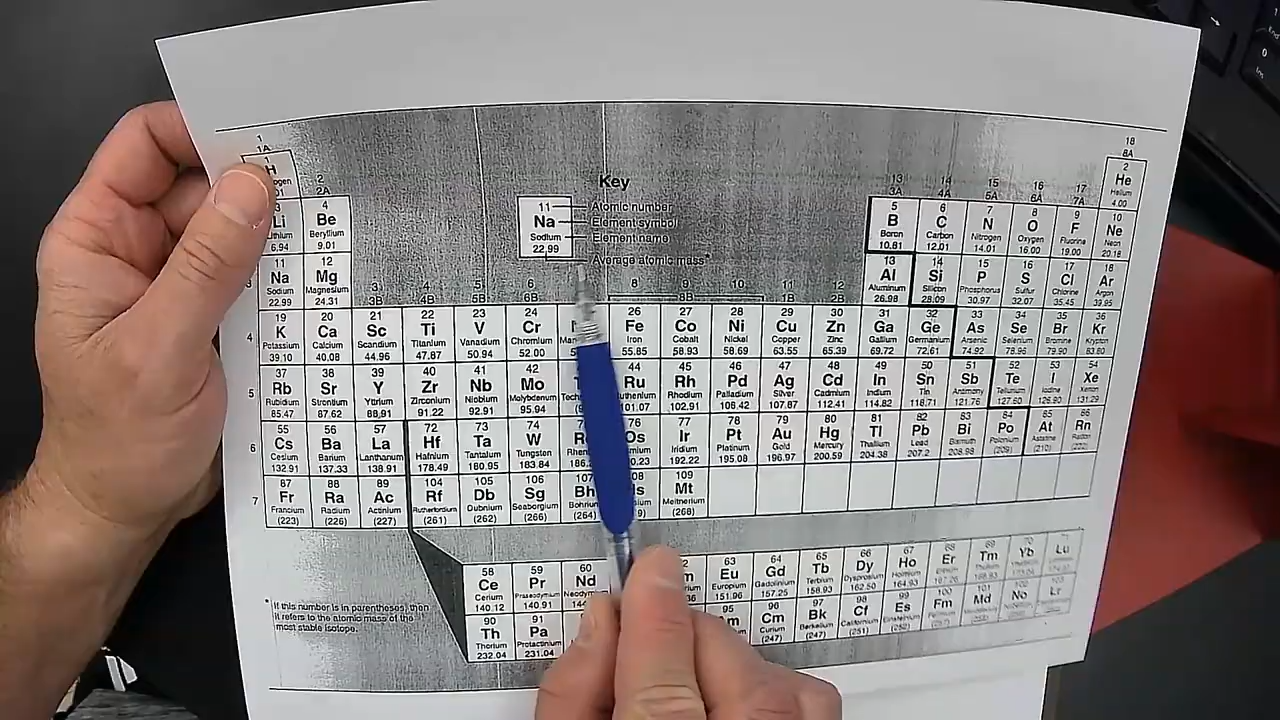 1
1A
18
8A
2
2A
13
3A
14
4A
15
5A
16
6A
17
7A
Key
11
Na
Sodium
22.99
Atomic number
Element symbol
Element name
Average atomic mass*
1
H
2
He
Helium
4.00
Li
6.94
4
Be
Beryllium
9.01
5
B
Boron
10.81
6
C
Carbon
12.01
7
N
Nitrogen
14.01
8
O
Oxygen
16.00
9
F
Fluorine
19.00
10
Ne
Neon
20.18
11
Na
Sodium
22.99
12
Mg
Magnesium
24.31
3
3B
4
4B
5
5B
6
6B
8
9
8B
10
11
1B
12
2B
13
Al
Aluminum
26.98
14
Si
Silicon
28.09
15
P
Phosphorus
30.97
16
S
Sulfur
32.07
17
Cl
Chlorine
35.45
18
Ar
Argon
39.95
4
19
K
Potassium
39.10
20
Ca
Calcium
40.08
21
Sc
Scandium
44.96
22
Ti
Titanium
47.87
23
V
Vanadium
50.94
24
Cr
Chromium
52.00
26
Fe
Iron
55.85
27
Co
Cobalt
58.93
28
Ni
Nickel
58.69
29
Cu
Copper
63.55
30
Zn
Zinc
65.39
31
Ga
Gallium
69.72
32
Ge
Germanium
72.61
33
As
Arsenic
74.92
34
Se
Selenium
78.96
35
Br
Bromine
79.90
36
Kr
Krypton
83.80
5
37
Rb
Rubidium
85.47
38
Sr
Strontium
87.62
39
Y
Yttrium
88.91
40
Zr
Zirconium
91.22
41
Nb
Niobium
92.91
42
Mo
Molybdenum
95.94
44
Ru
101.07
45
Rh
Rhodium
102.91
46
Pd
Palladium
106.42
47
Ag
Silver
107.87
48
Cd
Cadmium
112.41
49
In
Indium
114.82
50
Sn
Tin
118.71
51
Sb
Antimony
121.76
52
Te
Tellurium
127.60
53
I
Iodine
126.90
54
Xe
Xenon
131.29
6
55
Cs
Cesium
132.91
56
Ba
Barium
137.33
57
La
Lanthanum
138.91
72
Hf
Hafnium
178.49
73
Ta
Tantalum
180.95
74
W
Tungsten
183.84
76
Os
77
Ir
Iridium
192.22
78
Pt
Platinum
195.08
79
Au
Gold
196.97
80
Hg
Mercury
200.59
81
Tl
Thallium
204.38
82
Pb
Lead
207.2
83
Bi
Bismuth
208.98
84
Po
Polonium
(209)
85
At
Astatine
(210)
86
Rn
Radon
(222)
7
87
Fr
Francium
(223)
88
Ra
Radium
(226)
89
Ac
Actinium
(227)
104
Rf
Rutherfordium
(261)
105
Db
Dubnium
(262)
106
Sg
Seaborgium
(266)
107
Bh
(264)
109
Mt
Meitnerium
(268)
58
Ce
Cerium
140.12
59
Pr
Praseodymium
140.91
60
Nd
63
Eu
Europium
151.96
64
Gd
Gadolinium
157.25
65
Tb
Terbium
158.93
66
Dy
Dysprosium
162.50
67
Ho
Holmium
164.93
68
Er
Erbium
167.26
69
Tm
Thulium
168.93
70
Yb
71
Lu
90
Th
Thorium
232.04
91
Pa
Protactinium
231.04
95
Am
96
Cm
Curium
(247)
97
Bk
Berkelium
(247)
98
Cf
Californium
(251)
99
Es
Einsteinium
(252)
100
Fm
101
Md
102
No
103
Lr
* If this number is in parentheses, then
it refers to the atomic mass of the
most stable isotope.